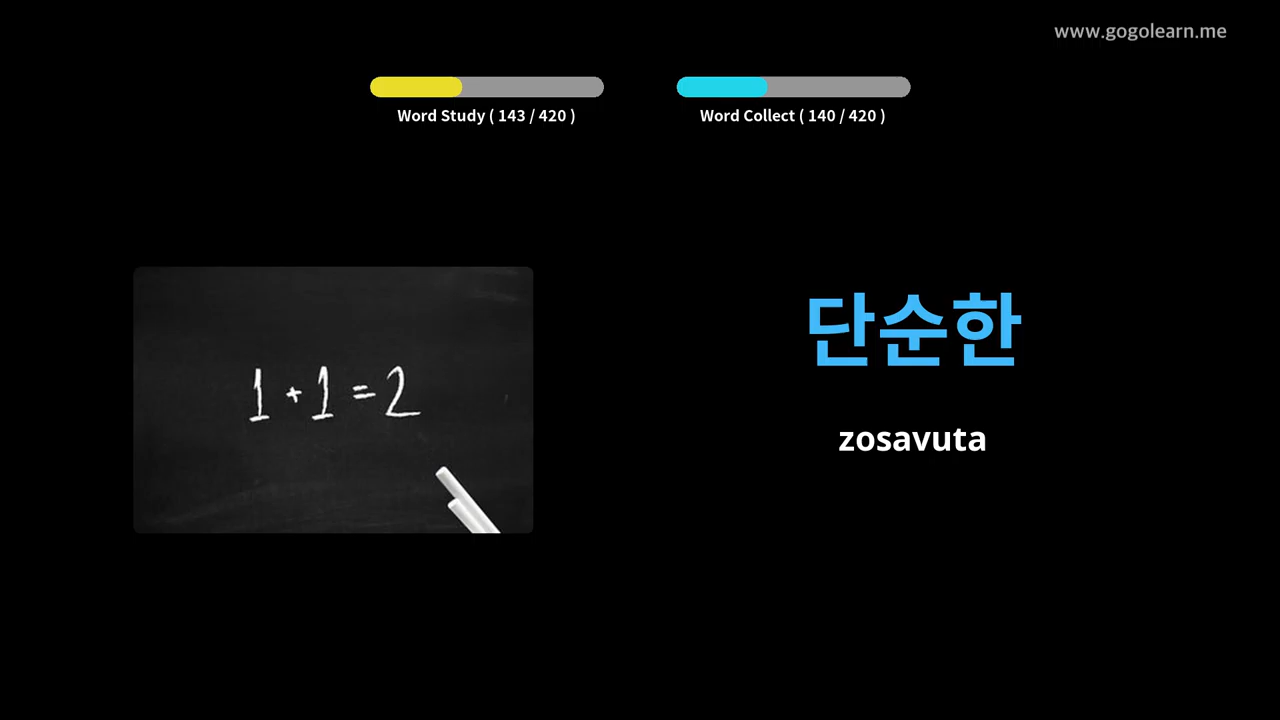 www.gogolearn.me
Word Study ( 143 / 420 )
Word Collect ( 140 / 420 )
1 + 1 = 2
단순한
zosavuta